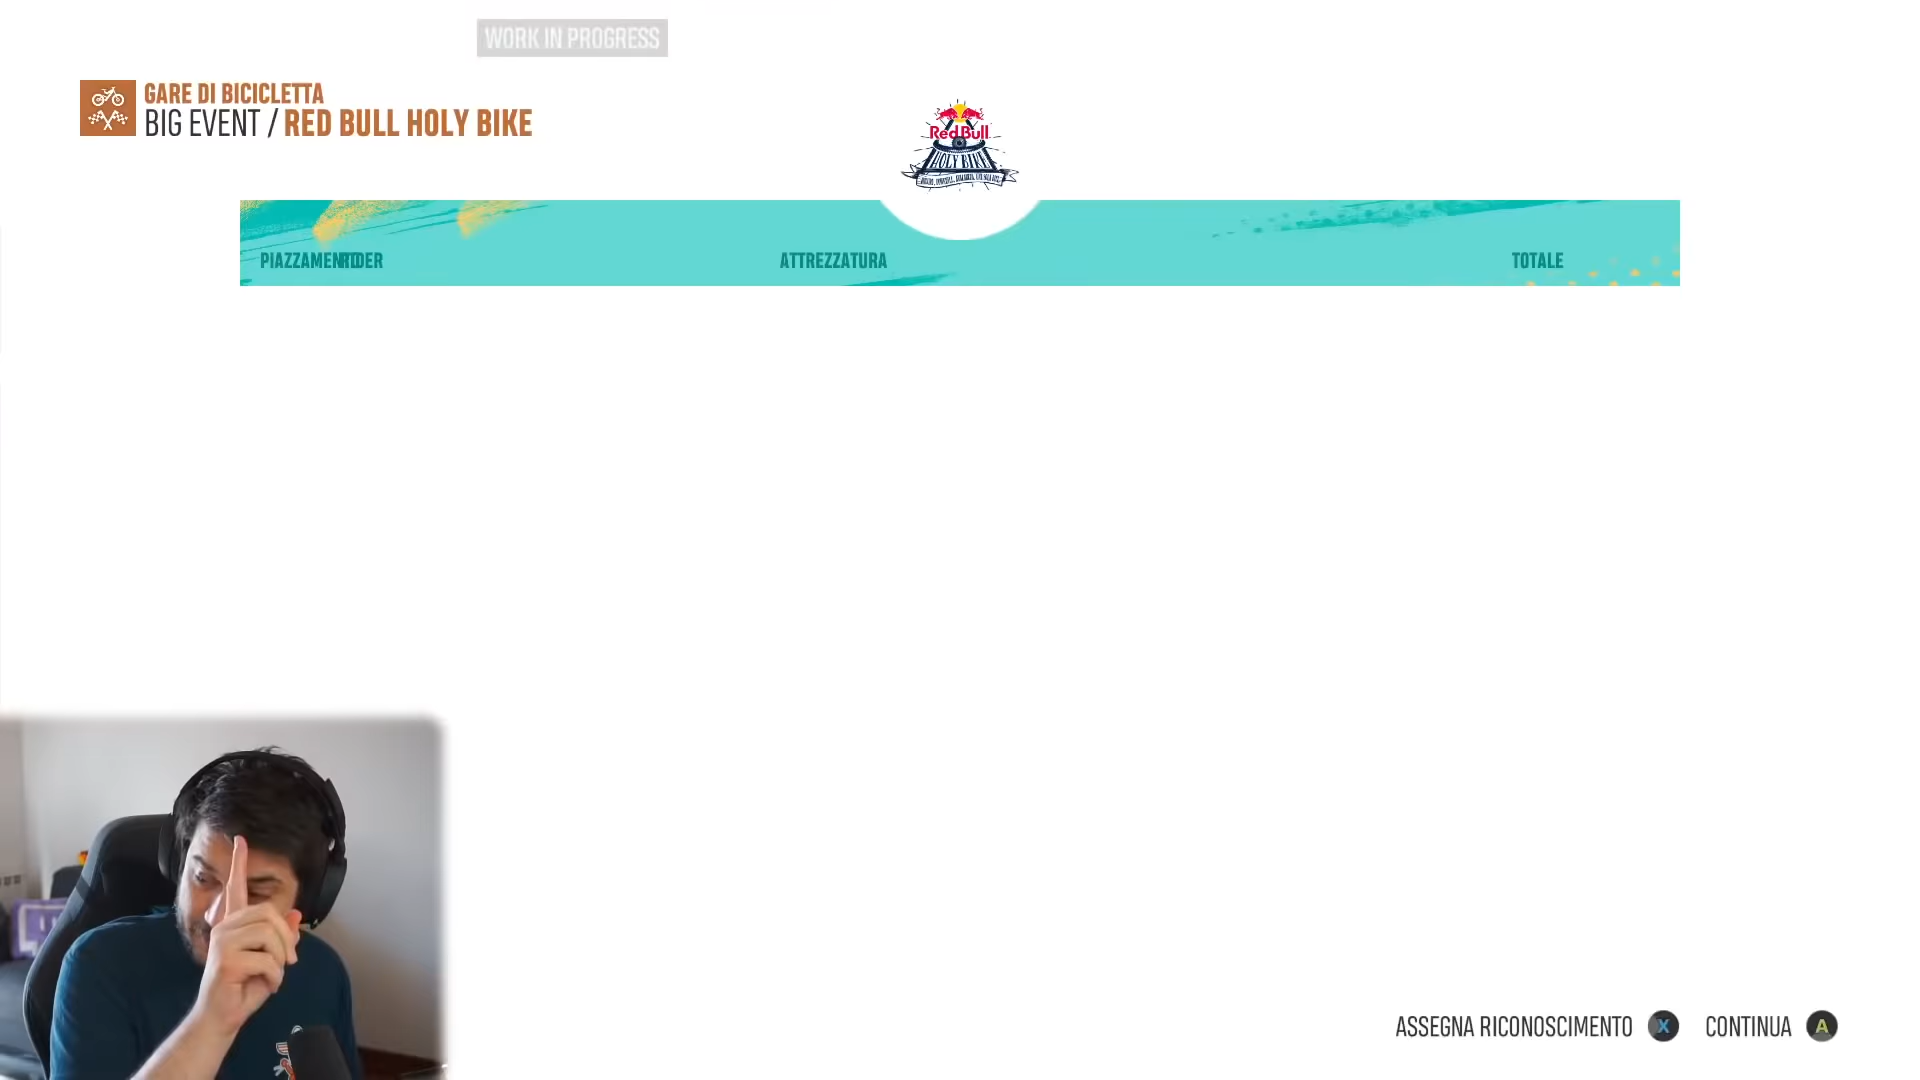 WORK IN PROGRESS
GARE DI BICICLETTA
BIG EVENT / RED BULL HOLY BIKE
Red Bull
HOLY BIKE
PIAZZAMENTO RIDER ATTREZZATURA TOTALE
ASSEGNA RICONOSCIMENTO X CONTINUA A